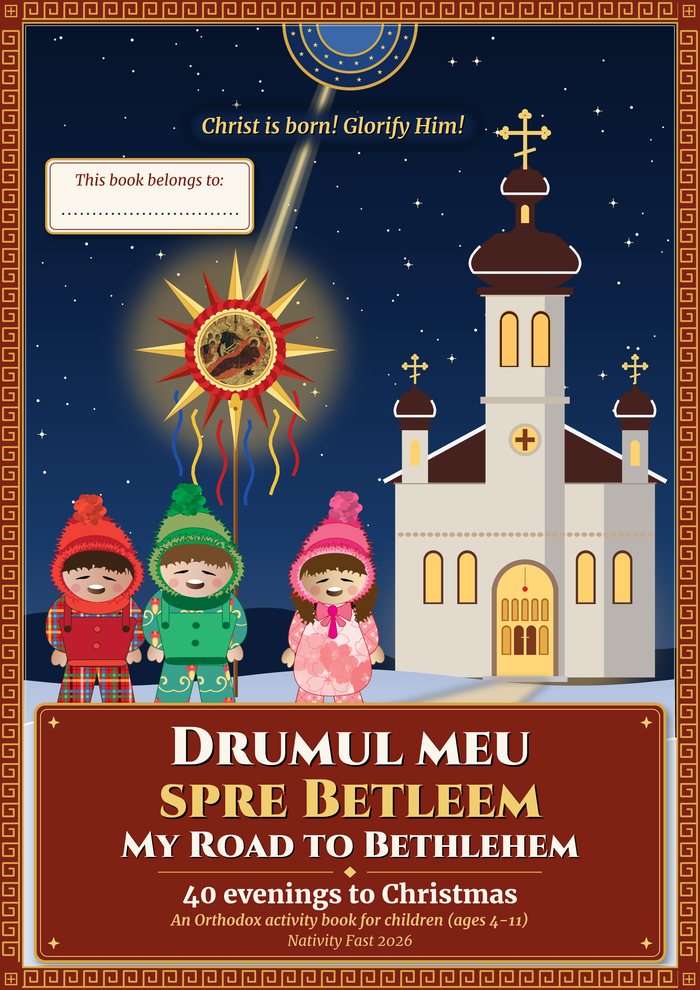 Christ is born! Glorify Him!
This book belongs to:
Drumul meu
spre Betleem
My Road to Bethlehem
40 evenings to Christmas
An Orthodox activity book for children (ages 4-11)
Nativity Fast 2026